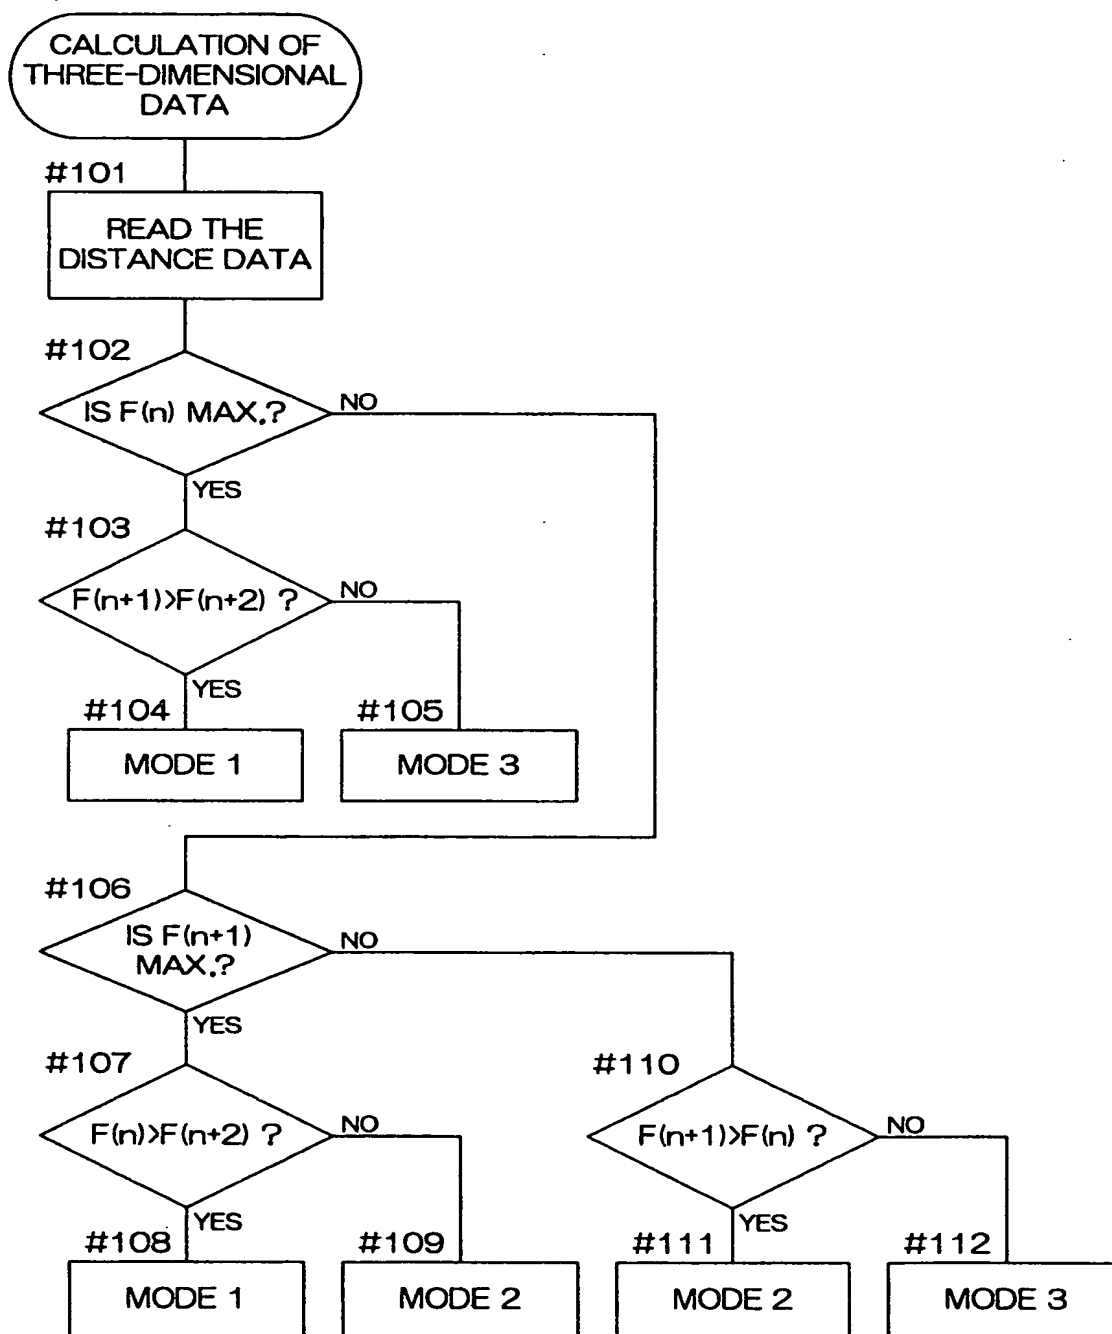 CALCULATION OF
THREE-DIMENSIONAL
DATA
#101
READ THE
DISTANCE DATA
#102
IS F(n) MAX.?
NO
YES
#103
F(n+1)>F(n+2) ?
NO
YES
#104
MODE 1
#105
MODE 3
#106
IS F(n+1)
MAX.?
NO
YES
#107
F(n)>F(n+2) ?
NO
YES
#110
F(n+1)>F(n) ?
NO
YES
#108
MODE 1
#109
MODE 2
#111
MODE 2
#112
MODE 3